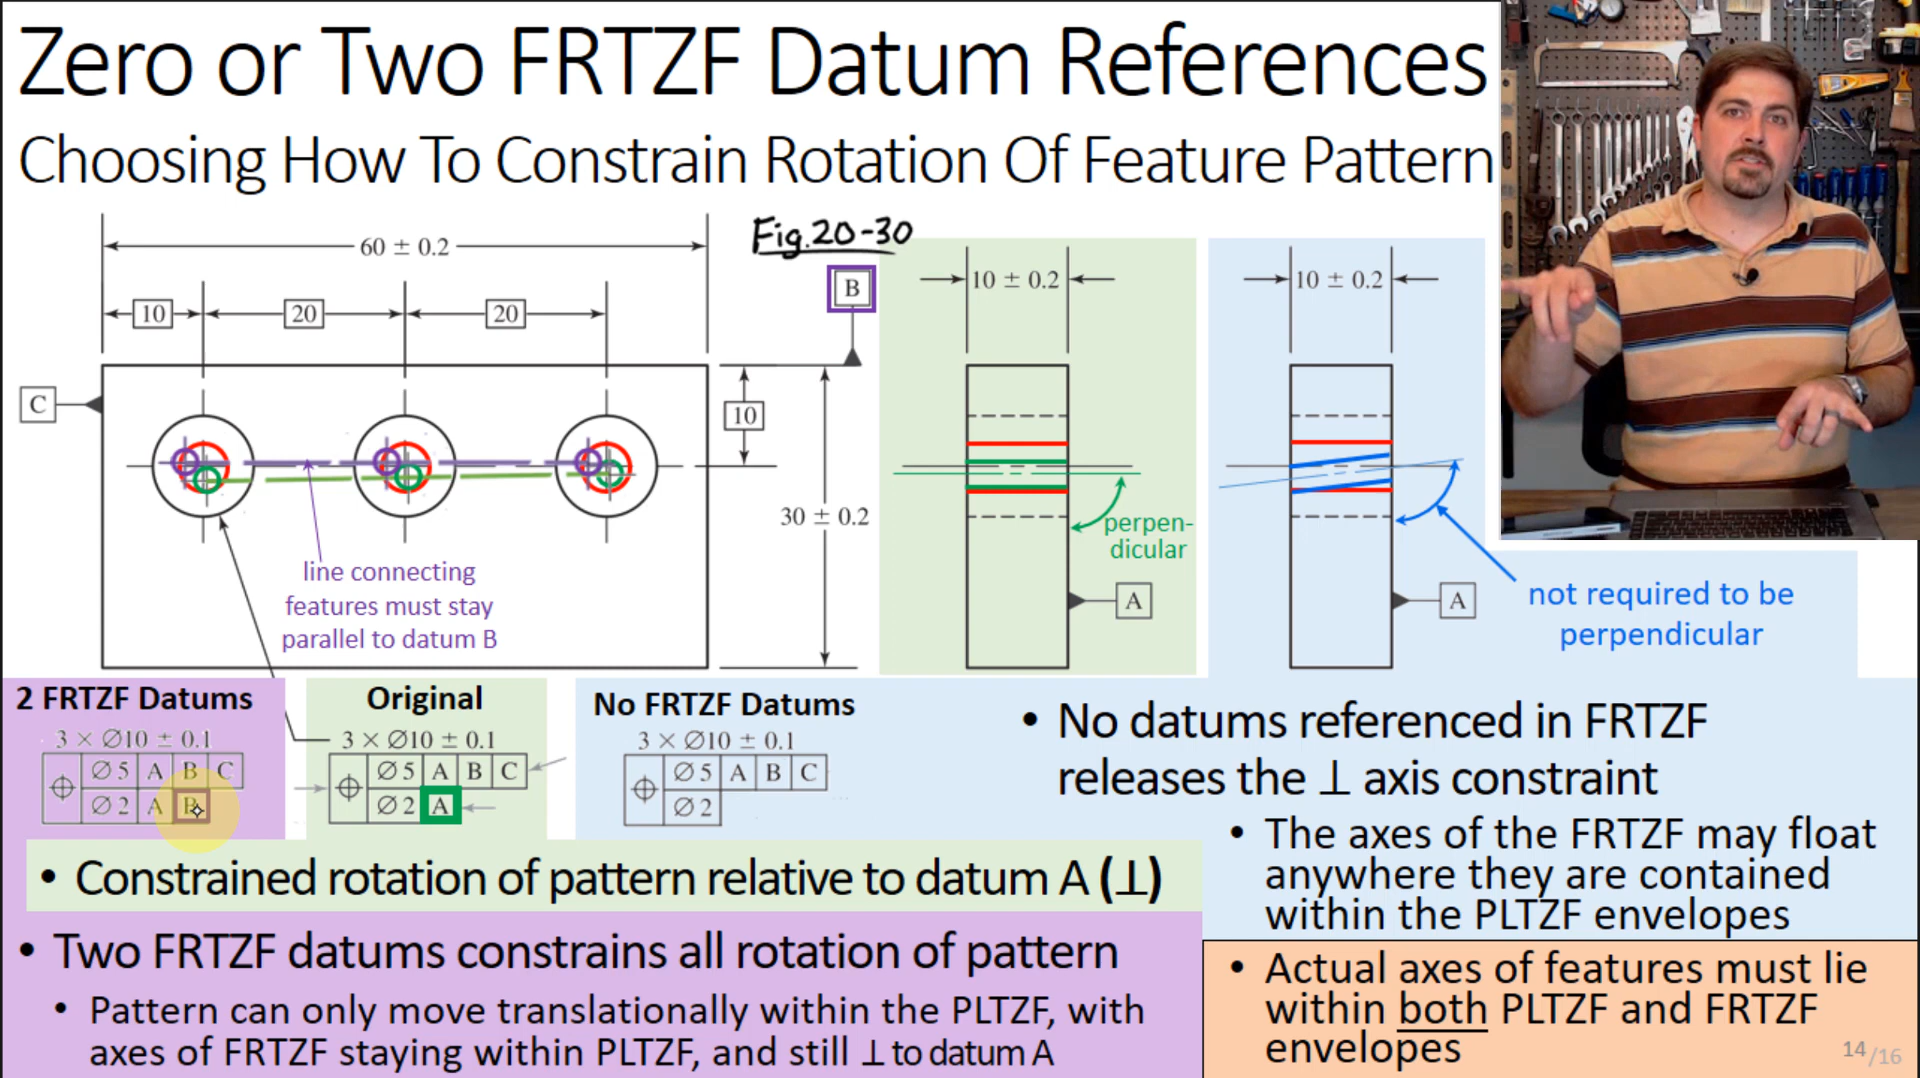 Zero or Two FRTZF Datum References
Choosing How To Constrain Rotation Of Feature Pattern
Fig.20-30
60 ± 0.2
10
20
20
B
C
10
30 ± 0.2
line connecting
features must stay
parallel to datum B
10 ± 0.2
perpen-
dicular
A
10 ± 0.2
A
not required to be
perpendicular
2 FRTZF Datums
3 × Ø10 ± 0.1
⌖ Ø5 A B C
Ø2 A B
Original
3 × Ø10 ± 0.1
⌖ Ø5 A B C
Ø2 A
No FRTZF Datums
3 × Ø10 ± 0.1
⌖ Ø5 A B C
Ø2
• Constrained rotation of pattern relative to datum A (⊥)
• Two FRTZF datums constrains all rotation of pattern
• Pattern can only move translationally within the PLTZF, with
axes of FRTZF staying within PLTZF, and still ⊥ to datum A
• No datums referenced in FRTZF
releases the ⊥ axis constraint
• The axes of the FRTZF may float
anywhere they are contained
within the PLTZF envelopes
• Actual axes of features must lie
within both PLTZF and FRTZF
envelopes
14/16